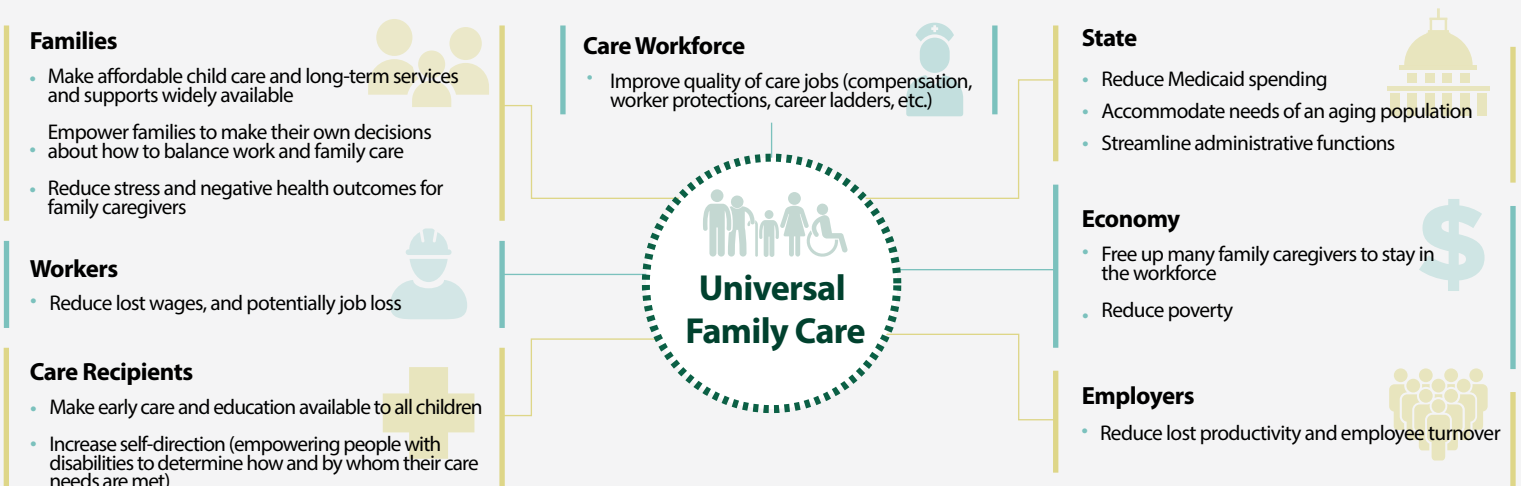 Families
• Make affordable child care and long-term services
and supports widely available
Empower families to make their own decisions
• about how to balance work and family care
• Reduce stress and negative health outcomes for
family caregivers
Workers
• Reduce lost wages, and potentially job loss
Care Recipients
• Make early care and education available to all children
• Increase self-direction (empowering people with
disabilities to determine how and by whom their care
needs are met)
Care Workforce
• Improve quality of care jobs (compensation,
worker protections, career ladders, etc.)
Universal
Family Care
State
• Reduce Medicaid spending
• Accommodate needs of an aging population
• Streamline administrative functions
Economy
• Free up many family caregivers to stay in
the workforce
• Reduce poverty
$
Employers
• Reduce lost productivity and employee turnover